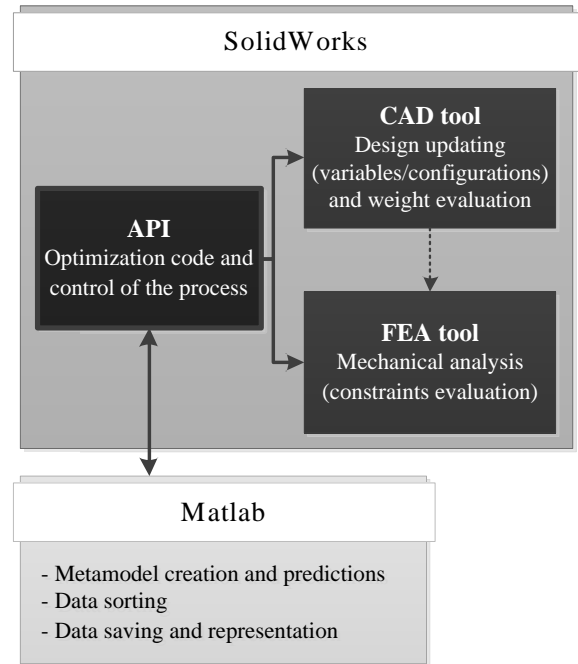 SolidWorks
CAD tool
Design updating
(variables/configurations)
and weight evaluation
API
Optimization code and
control of the process
FEA tool
Mechanical analysis
(constraints evaluation)
Matlab
- Metamodel creation and predictions
- Data sorting
- Data saving and representation